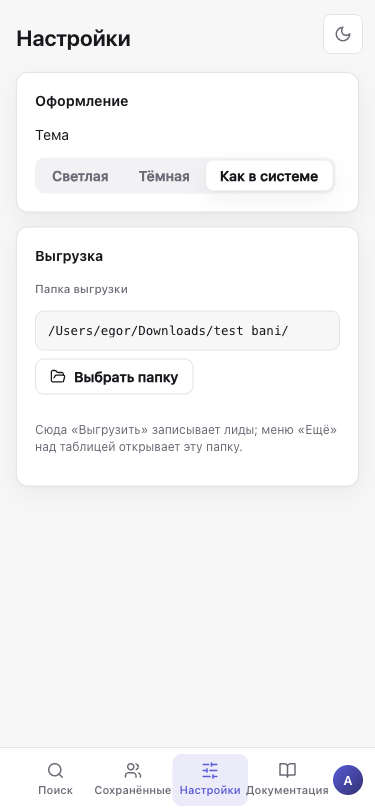 Настройки
Оформление
Тема
Светлая Тёмная Как в системе
Выгрузка
Папка выгрузки
/Users/egor/Downloads/test bani/
Выбрать папку
Сюда «Выгрузить» записывает лиды; меню «Ещё»
над таблицей открывает эту папку.
Поиск Сохранённые Настройки Документация A